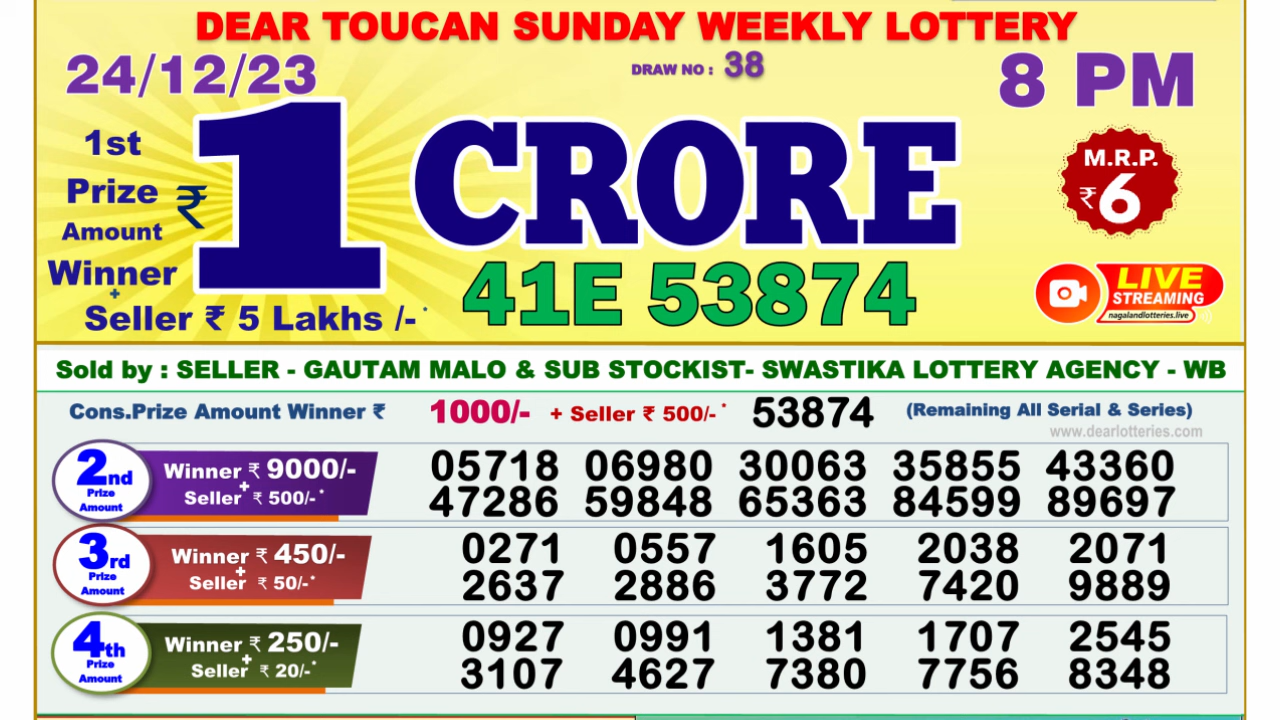 DEAR TOUCAN SUNDAY WEEKLY LOTTERY
24/12/23
DRAW NO : 38
8 PM
1st
Prize
Amount
Winner
+
Seller ₹ 5 Lakhs /-*
₹ 1 CRORE
41E 53874
M.R.P.
₹6
LIVE
STREAMING
nagalandlotteries.live
Sold by : SELLER - GAUTAM MALO & SUB STOCKIST- SWASTIKA LOTTERY AGENCY - WB
Cons.Prize Amount Winner ₹ 1000/- + Seller ₹ 500/-* 53874 (Remaining All Serial & Series)
www.dearlotteries.com
2nd
Prize
Amount
Winner ₹ 9000/-
+
Seller ₹ 500/-*
05718 06980 30063 35855 43360
47286 59848 65363 84599 89697
3rd
Prize
Amount
Winner ₹ 450/-
+
Seller ₹ 50/-*
0271 0557 1605 2038 2071
2637 2886 3772 7420 9889
4th
Prize
Amount
Winner ₹ 250/-
+
Seller ₹ 20/-*
0927 0991 1381 1707 2545
3107 4627 7380 7756 8348